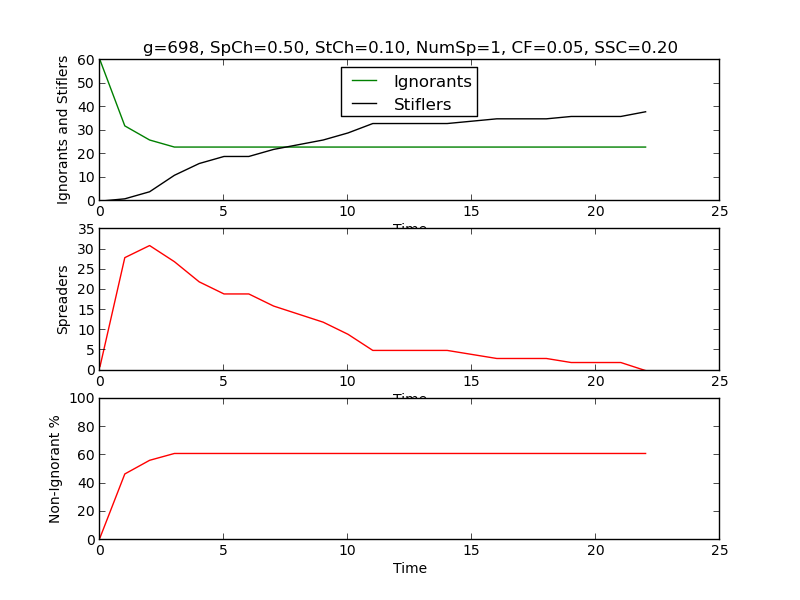 g=698, SpCh=0.50, StCh=0.10, NumSp=1, CF=0.05, SSC=0.20
Ignorants and Stiflers
60
50
40
30
20
10
0
Ignorants
Stiflers
0 5 10 15 20 25
Time
Spreaders
35
30
25
20
15
10
5
0
0 5 10 15 20 25
Time
Non-Ignorant %
100
80
60
40
20
0
0 5 10 15 20 25
Time